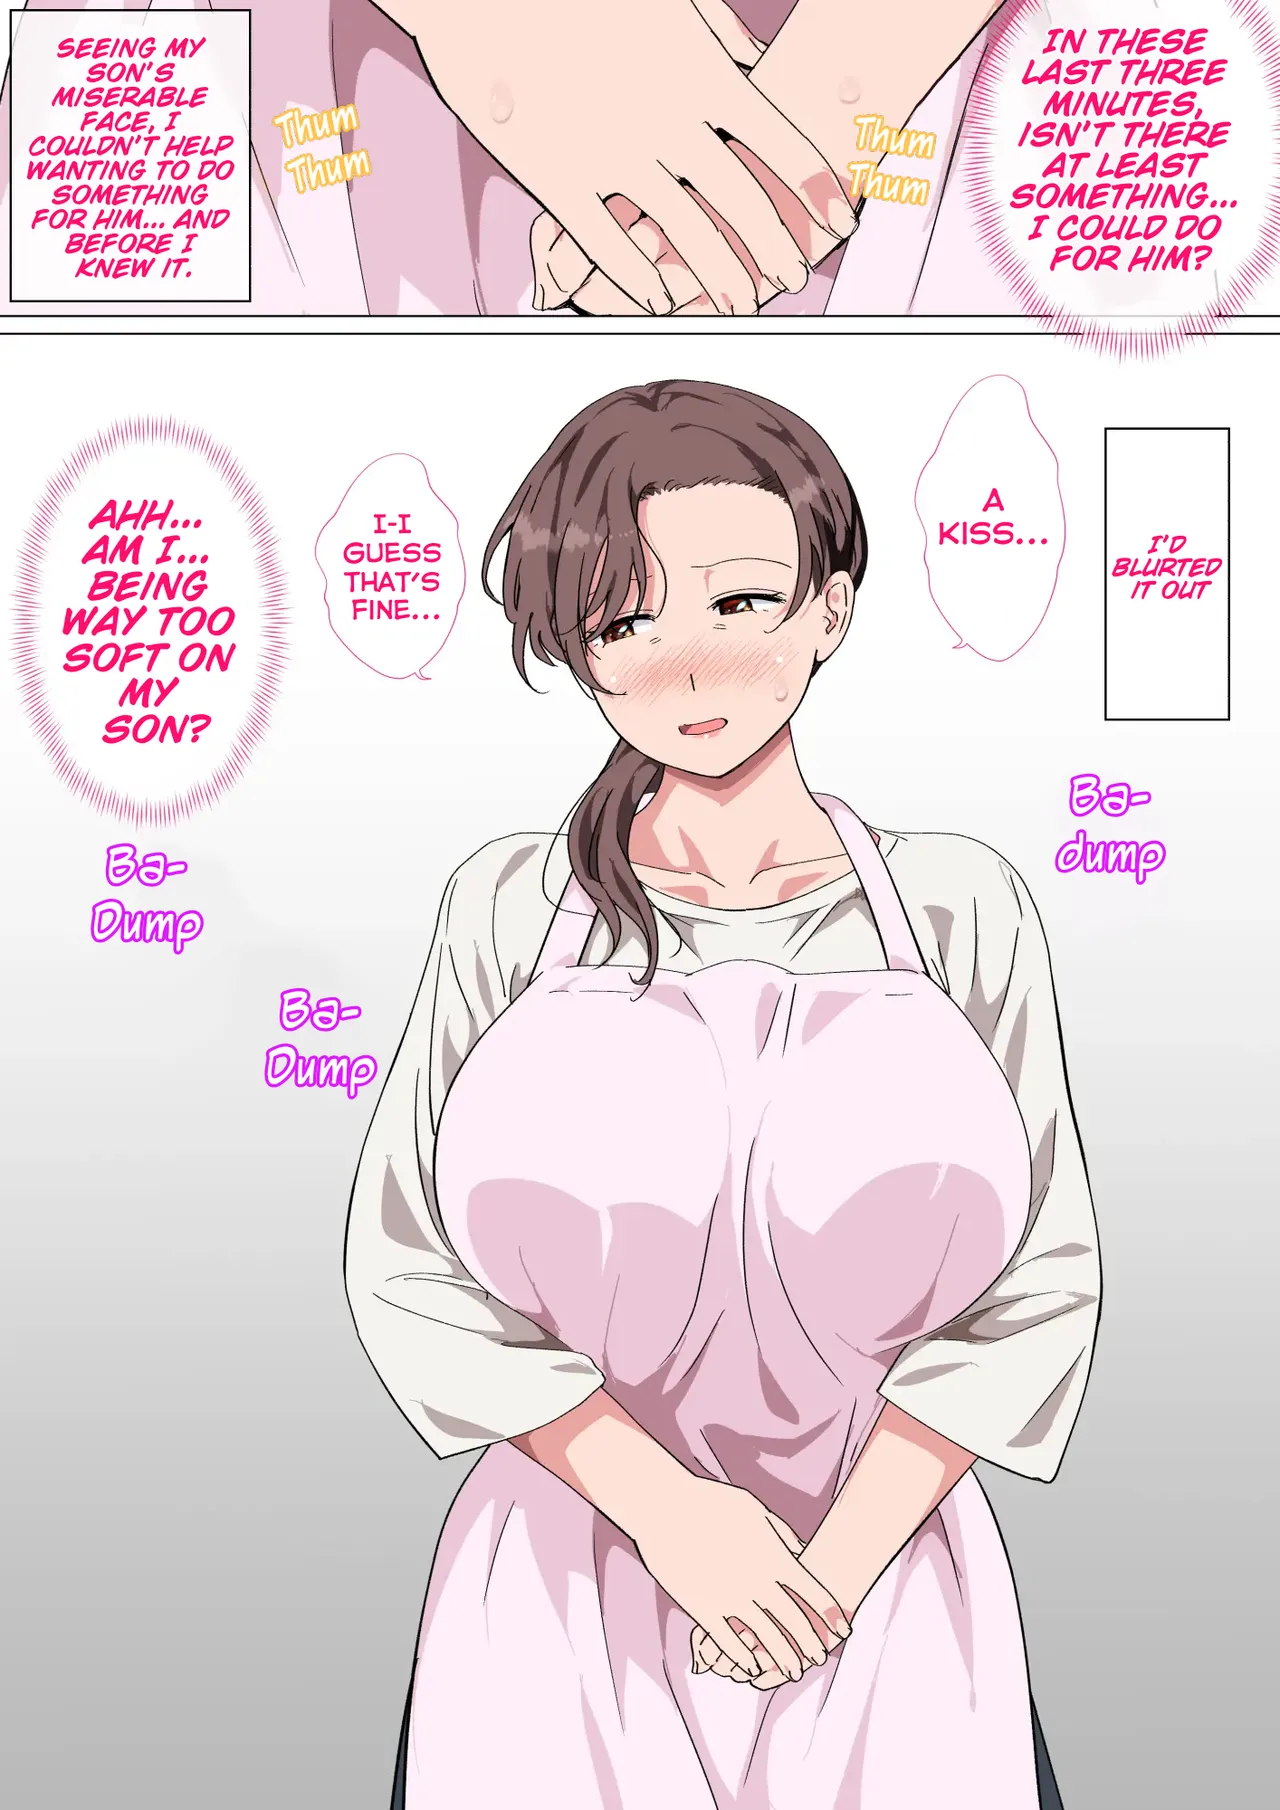 IN THESE
LAST THREE
MINUTES,
ISN'T THERE
AT LEAST
SOMETHING...
I COULD DO
FOR HIM?
Thum
Thum
Thum
Thum
SEEING MY
SON'S
MISERABLE
FACE, I
COULDN'T HELP
WANTING TO DO
SOMETHING
FOR HIM... AND
BEFORE I
KNEW IT.
I'D
BLURTED
IT OUT
A
KISS...
I-I
GUESS
THAT'S
FINE...
AHH...
AM I...
BEING
WAY TOO
SOFT ON
MY
SON?
Ba-
dump
Ba-
Dump
Ba-
Dump